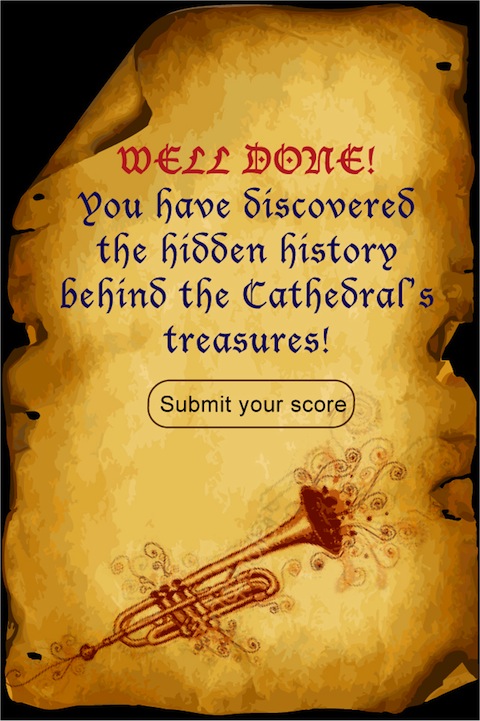 WELL DONE!
You have discovered
the hidden history
behind the Cathedral's
treasures!
Submit your score